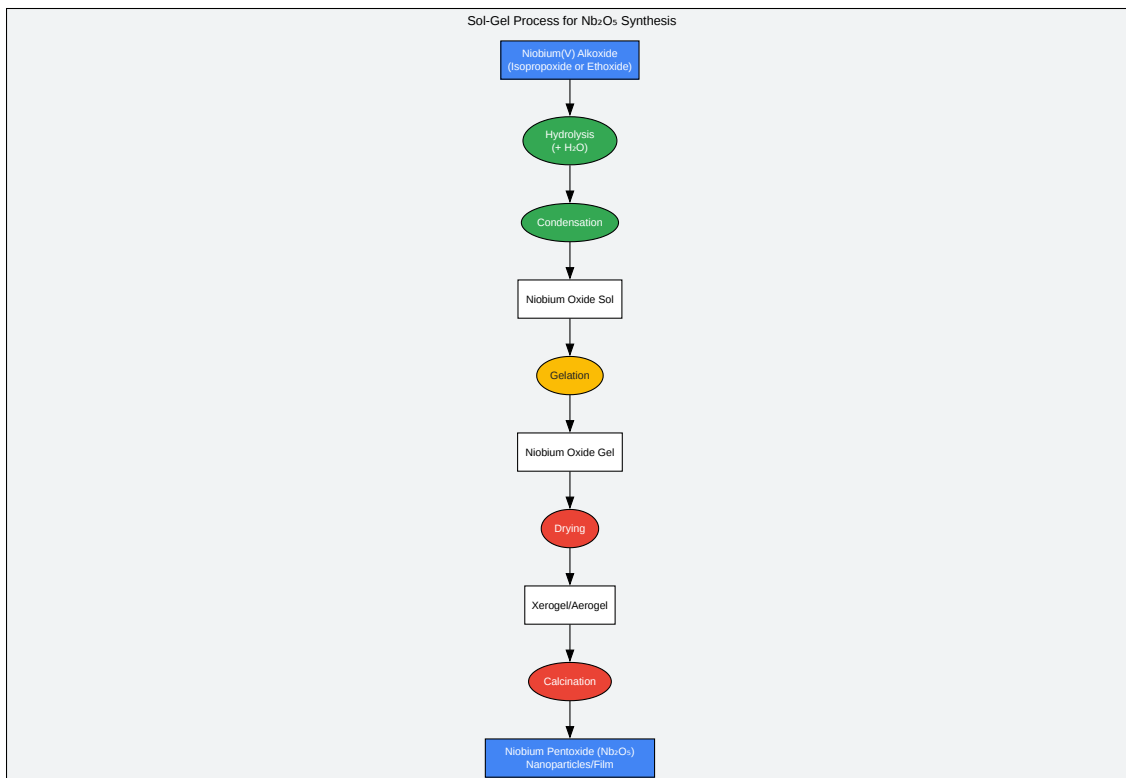 Sol-Gel Process for Nb₂O₅ Synthesis
Niobium(V) Alkoxide
(Isopropoxide or Ethoxide)
Hydrolysis
(+ H₂O)
Condensation
Niobium Oxide Sol
Gelation
Niobium Oxide Gel
Drying
Xerogel/Aerogel
Calcination
Niobium Pentoxide (Nb₂O₅)
Nanoparticles/Film